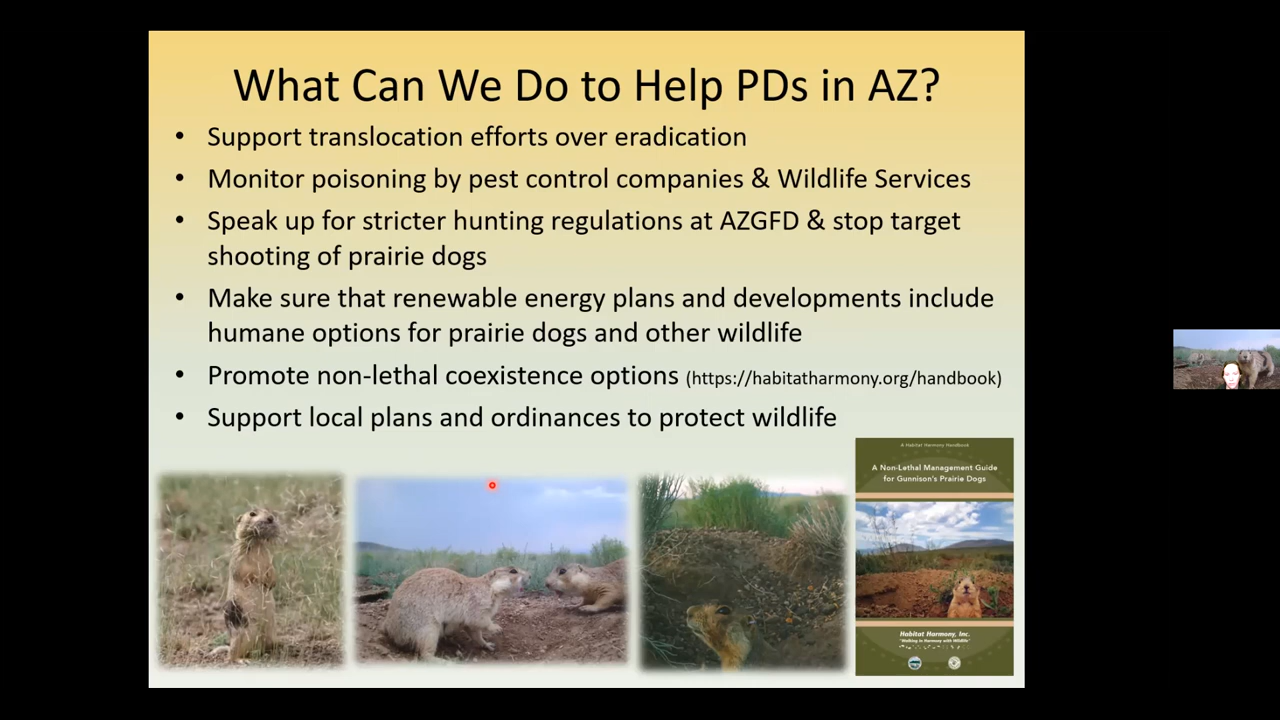 What Can We Do to Help PDs in AZ?
• Support translocation efforts over eradication
• Monitor poisoning by pest control companies & Wildlife Services
• Speak up for stricter hunting regulations at AZGFD & stop target
shooting of prairie dogs
• Make sure that renewable energy plans and developments include
humane options for prairie dogs and other wildlife
• Promote non-lethal coexistence options (https://habitatharmony.org/handbook)
• Support local plans and ordinances to protect wildlife
A Habitat Harmony Handbook
A Non-Lethal Management Guide
for Gunnison's Prairie Dogs
Habitat Harmony, Inc.
"Walking in Harmony with Wildlife"